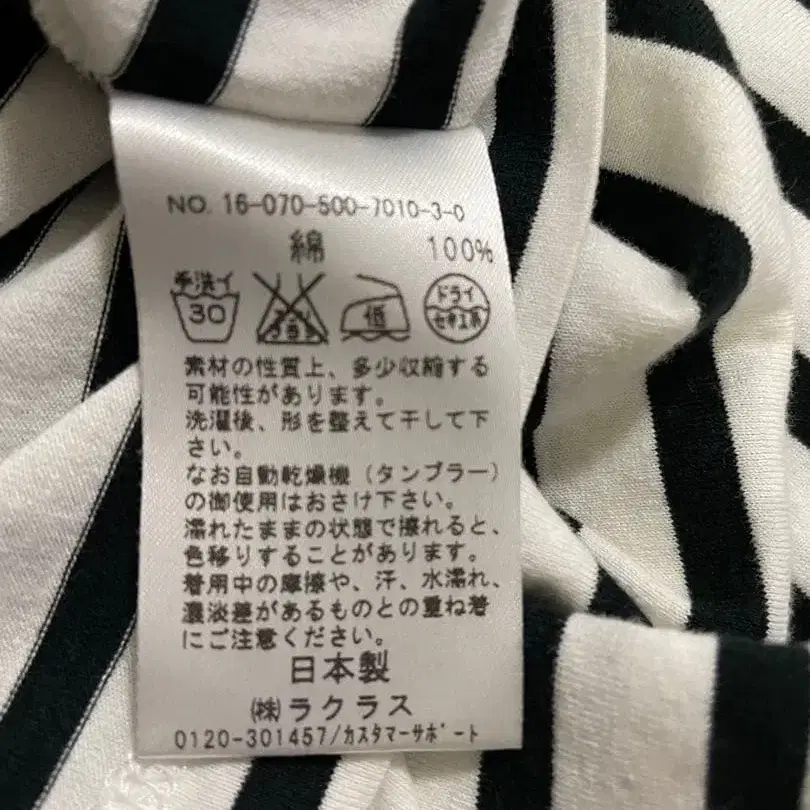 NO. 16-070-500-7010-3-0
綿 100%
手洗イ
30
エンソ
サラシ
低
ドライ
セキユ系
素材の性質上、多少収縮する
可能性があります。
洗濯後、形を整えて干して下
さい。
なお自動乾燥機（タンブラー）
の御使用はおさけ下さい。
濡れたままの状態で擦れると、
色移りすることがあります。
着用中の摩擦や、汗、水濡れ、
濃淡差があるものとの重ね着
にご注意ください。
日本製
㈱ラクラス
0120-301457/カスタマーサポート